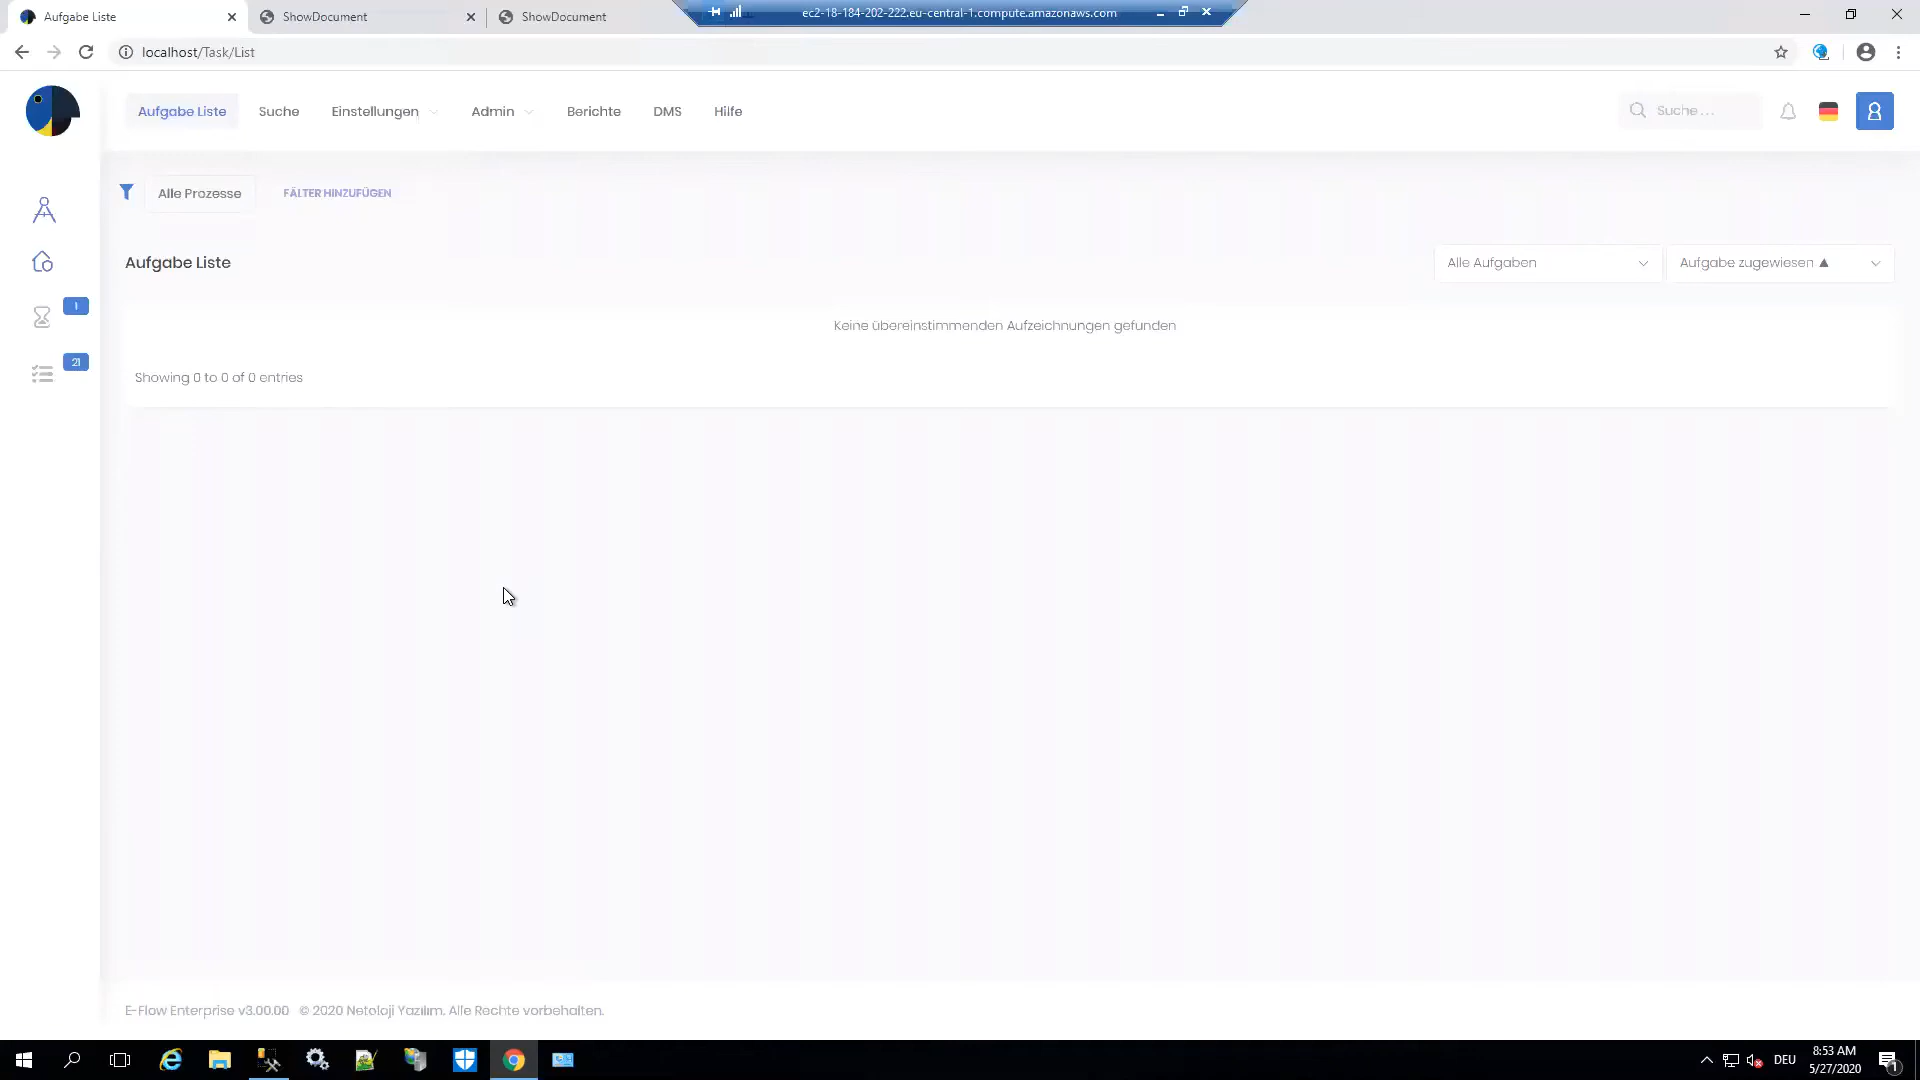 Aufgabe Liste
ShowDocument
ShowDocument
ec2-18-184-202-222.eu-central-1.compute.amazonaws.com
localhost/Task/List
Aufgabe Liste
Suche
Einstellungen
Admin
Berichte
DMS
Hilfe
Suche...
Alle Prozesse
FÄLTER HINZUFÜGEN
Aufgabe Liste
Alle Aufgaben
Aufgabe zugewiesen ▲
1
Keine übereinstimmenden Aufzeichnungen gefunden
21
Showing 0 to 0 of 0 entries
E-Flow Enterprise v3.00.00 © 2020 Netoloji Yazılım. Alle Rechte vorbehalten.
DEU
8:53 AM
5/27/2020
1